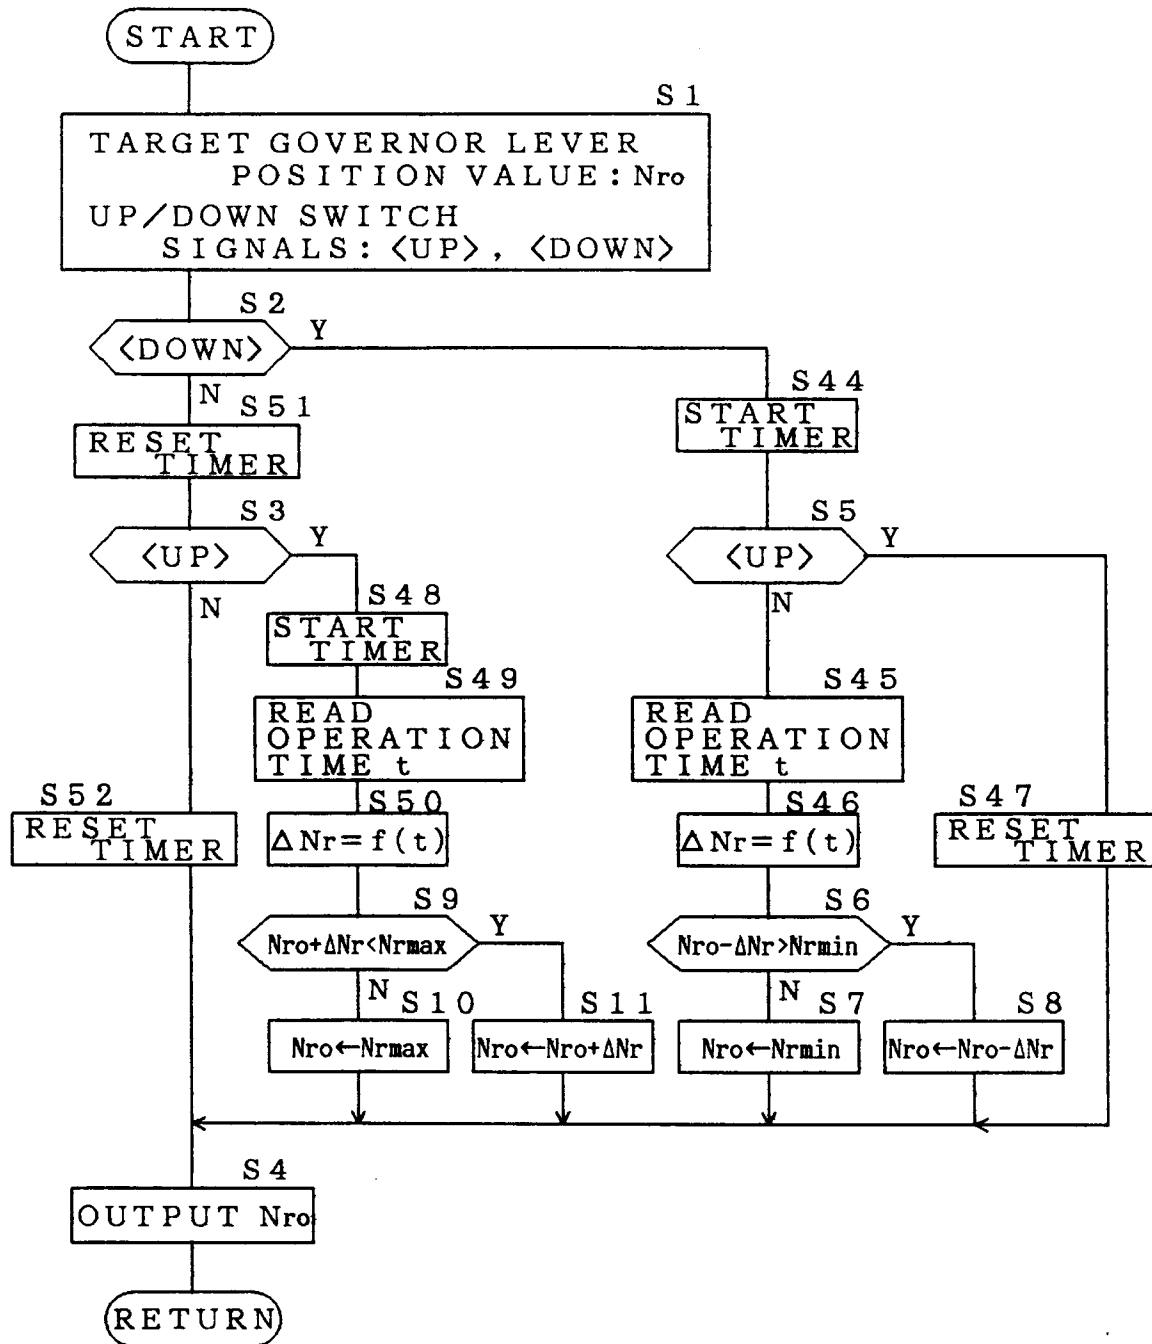 START
S1
TARGET GOVERNOR LEVER
POSITION VALUE:Nro
UP/DOWN SWITCH
SIGNALS:<UP>, <DOWN>
S2
<DOWN>
Y
N
S44
START
TIMER
S51
RESET
TIMER
S3
<UP>
Y
N
S5
<UP>
Y
N
S48
START
TIMER
S49
READ
OPERATION
TIME t
S45
READ
OPERATION
TIME t
S52
RESET
TIMER
S50
ΔNr=f(t)
S46
ΔNr=f(t)
S47
RESET
TIMER
S9
Nro+ΔNr<Nrmax
Y
N
S6
Nro-ΔNr>Nrmin
Y
N
S10
Nro←Nrmax
S11
Nro←Nro+ΔNr
S7
Nro←Nrmin
S8
Nro←Nro-ΔNr
S4
OUTPUT Nro
RETURN